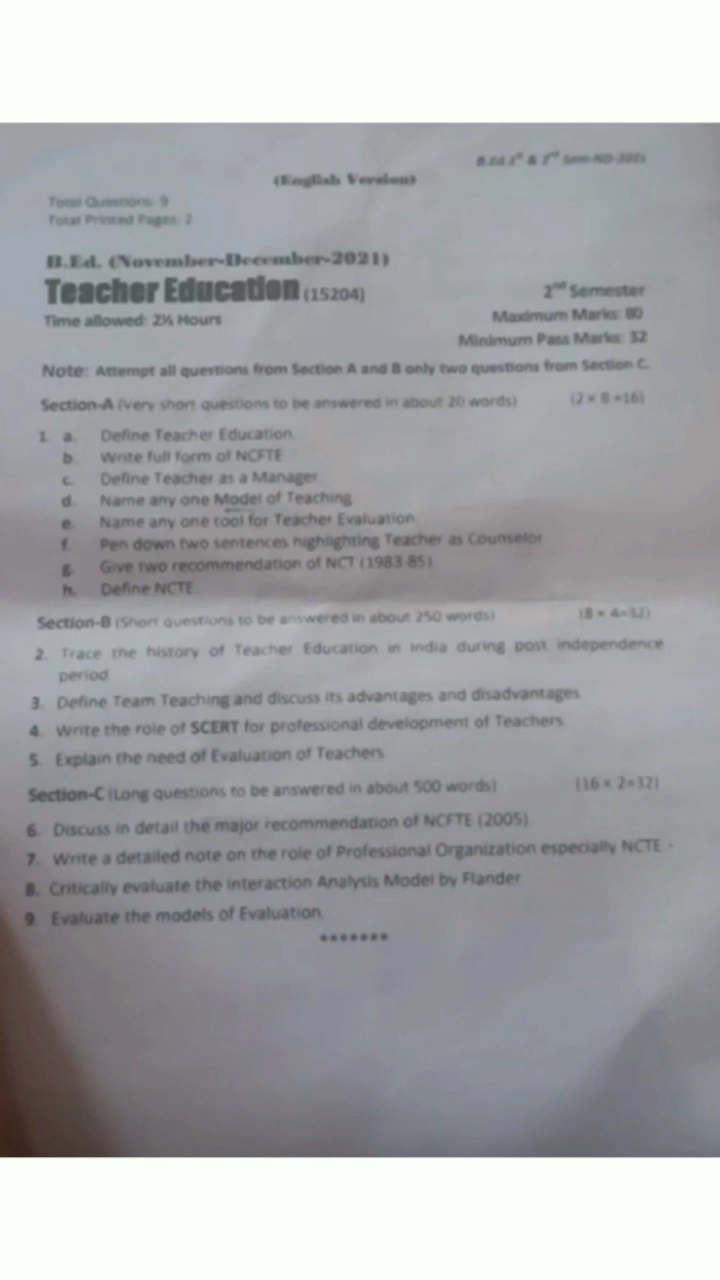 B.Ed.1st & 2nd Sem-ND-2021
(English Version)
Total Questions: 9
Total Printed Pages: 2
B.Ed. (November-December-2021)
Teacher Education (15204)
2nd Semester
Time allowed: 2½ Hours
Maximum Marks: 80
Minimum Pass Marks: 32
Note: Attempt all questions from Section A and B only two questions from Section C.
Section-A (Very short questions to be answered in about 20 words) (2 × 8 =16)
1. a. Define Teacher Education
b. Write full form of NCFTE
c. Define Teacher as a Manager
d. Name any one Model of Teaching
e. Name any one tool for Teacher Evaluation
f. Pen down two sentences highlighting Teacher as Counselor
g. Give two recommendation of NCT (1983-85)
h. Define NCTE
Section-B (Short questions to be answered in about 250 words) (8 × 4=32)
2. Trace the history of Teacher Education in India during post independence
period
3. Define Team Teaching and discuss its advantages and disadvantages
4. Write the role of SCERT for professional development of Teachers
5. Explain the need of Evaluation of Teachers
Section-C (Long questions to be answered in about 500 words) (16 × 2=32)
6. Discuss in detail the major recommendation of NCFTE (2005)
7. Write a detailed note on the role of Professional Organization especially NCTE -
8. Critically evaluate the Interaction Analysis Model by Flander
9. Evaluate the models of Evaluation
*******